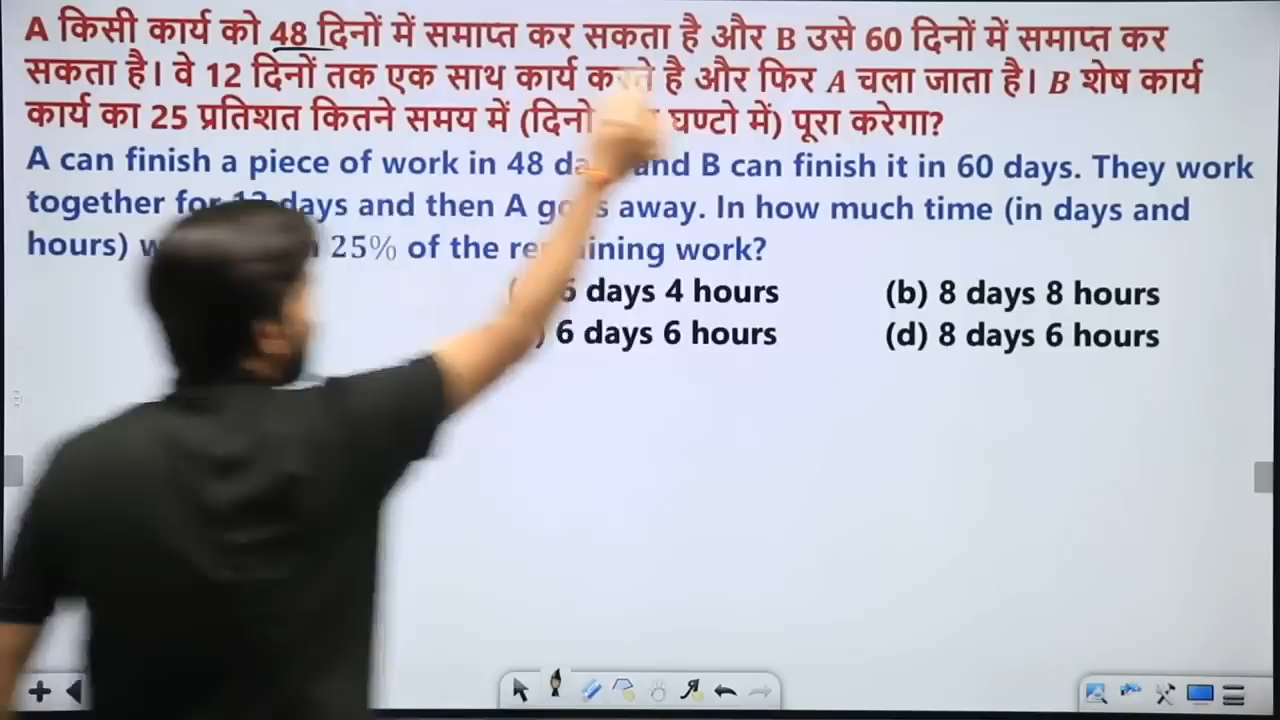 A किसी कार्य को 48 दिनों में समाप्त कर सकता है और B उसे 60 दिनों में समाप्त कर
सकता है। वे 12 दिनों तक एक साथ कार्य करते है और फिर A चला जाता है। B शेष कार्य
कार्य का 25 प्रतिशत कितने समय में (दिनो घण्टो में) पूरा करेगा?
A can finish a piece of work in 48 and B can finish it in 60 days. They work
together for days and then A away. In how much time (in days and
hours) 25% of the work?
6 days 4 hours (b) 8 days 8 hours
6 days 6 hours (d) 8 days 6 hours